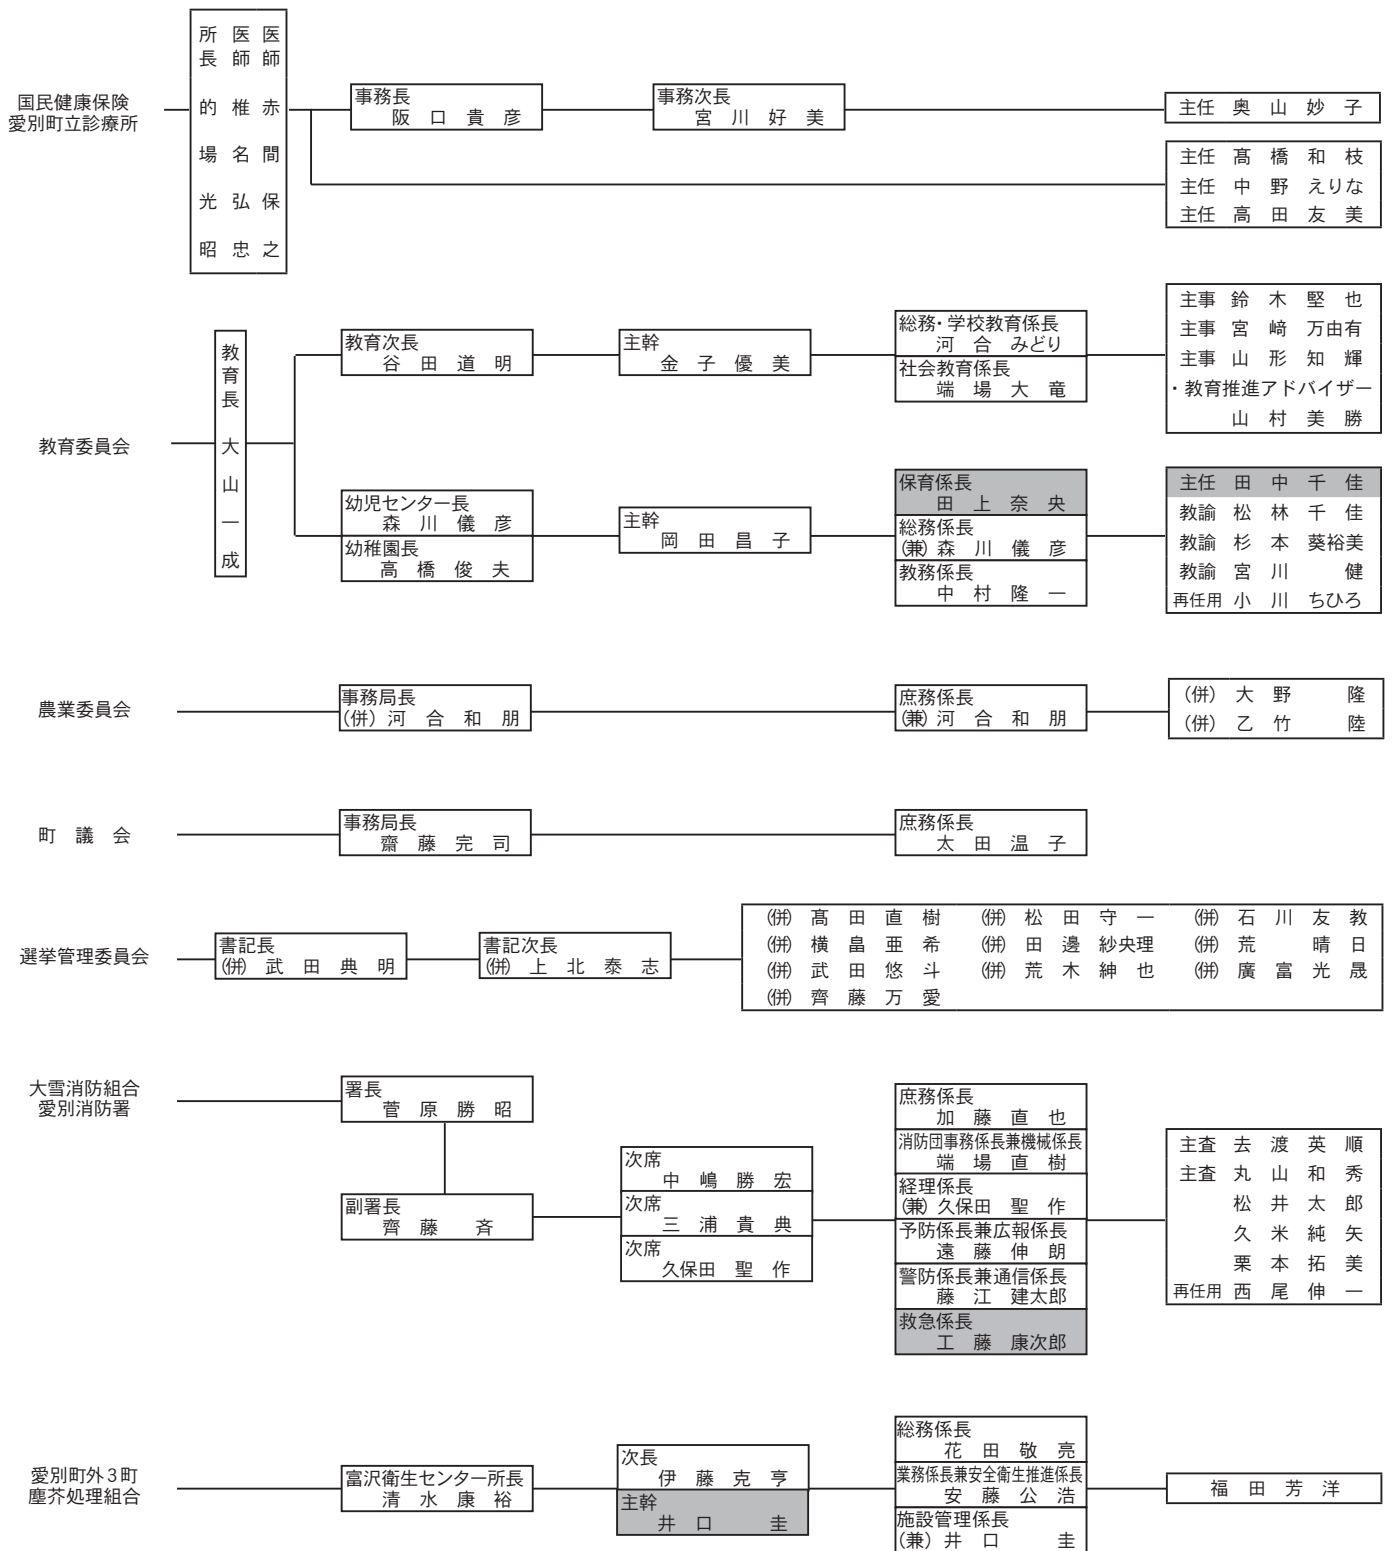 国民健康保険
愛別町立診療所
所長 的場光昭
医師 椎名弘忠
医師 赤間保之
事務長
阪口貴彦
事務次長
宮川好美
主任 奥山妙子
主任 髙橋和枝
主任 中野えりな
主任 高田友美
教育委員会
教育長 大山一成
教育次長
谷田道明
主幹
金子優美
総務・学校教育係長
河合みどり
社会教育係長
端場大竜
主事 鈴木堅也
主事 宮﨑万由有
主事 山形知輝
・教育推進アドバイザー
山村美勝
幼児センター長
森川儀彦
幼稚園長
高橋俊夫
主幹
岡田昌子
保育係長
田上奈央
総務係長
(兼) 森川儀彦
教務係長
中村隆一
主任 田中千佳
教諭 松林千佳
教諭 杉本葵裕美
教諭 宮川健
再任用 小川ちひろ
農業委員会
事務局長
(併) 河合和朋
庶務係長
(兼) 河合和朋
(併) 大野隆
(併) 乙竹陸
町議会
事務局長
齋藤完司
庶務係長
太田温子
選挙管理委員会
書記長
(併) 武田典明
書記次長
(併) 上北泰志
(併) 髙田直樹 (併) 松田守一 (併) 石川友教
(併) 横畠亜希 (併) 田邊紗央理 (併) 荒晴日
(併) 武田悠斗 (併) 荒木紳也 (併) 廣富光晟
(併) 齊藤万愛
大雪消防組合
愛別消防署
署長
菅原勝昭
副署長
齊藤斉
次席
中嶋勝宏
次席
三浦貴典
次席
久保田聖作
庶務係長
加藤直也
消防団事務係長兼機械係長
端場直樹
経理係長
(兼) 久保田聖作
予防係長兼広報係長
遠藤伸朗
警防係長兼通信係長
藤江建太郎
救急係長
工藤康次郎
主査 去渡英順
主査 丸山和秀
松井太郎
久米純矢
栗本拓美
再任用 西尾伸一
愛別町外3町
塵芥処理組合
富沢衛生センター所長
清水康裕
次長
伊藤克亨
主幹
井口圭
総務係長
花田敬亮
業務係長兼安全衛生推進係長
安藤公浩
施設管理係長
(兼) 井口圭
福田芳洋